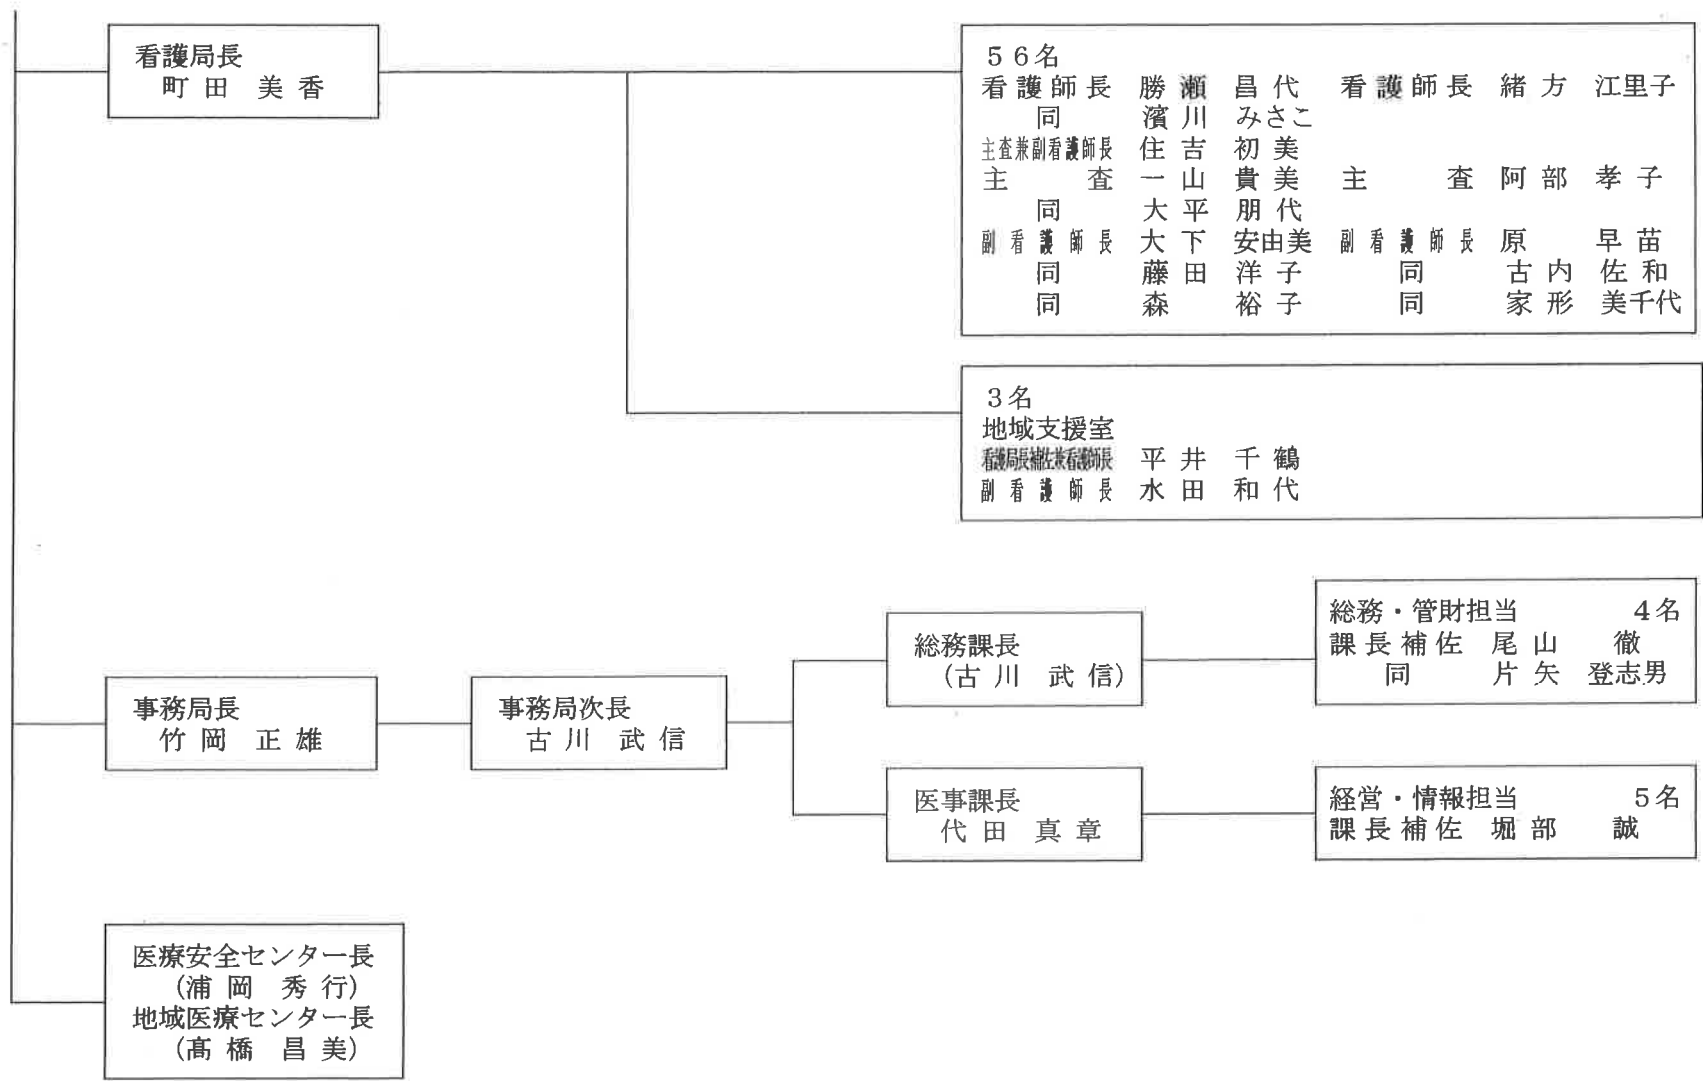 看護局長
町田 美香
56名
看護師長 勝瀬 昌代 看護師長 緒方 江里子
同 濱川 みさこ
主査兼副看護師長 住吉 初美
主査 一山 貴美 主査 阿部 孝子
同 大平 朋代
副看護師長 大下 安由美 副看護師長 原 早苗
同 藤田 洋子 同 古内 佐和
同 森 裕子 同 家形 美千代
3名
地域支援室
看護局長補佐兼看護師長 平井 千鶴
副看護師長 水田 和代
総務・管財担当 4名
課長補佐 尾山 徹
同 片矢 登志男
総務課長
(古川 武信)
事務局長
竹岡 正雄
事務局次長
古川 武信
医事課長
代田 真章
経営・情報担当 5名
課長補佐 堀部 誠
医療安全センター長
(浦岡 秀行)
地域医療センター長
(髙橋 昌美)